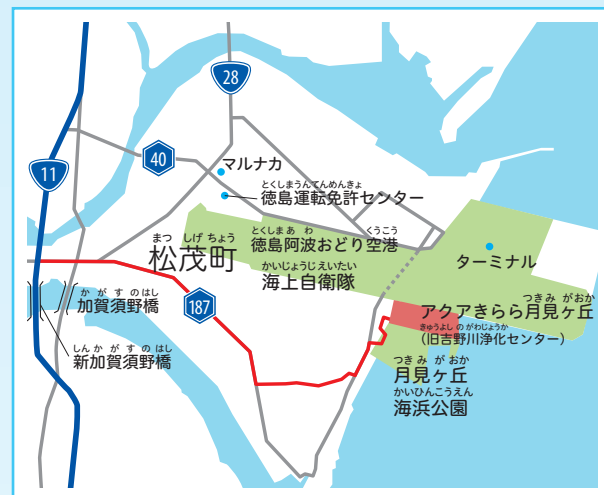 28
11
40
マルナカ
とくしまうんてんめんきょ
徳島運転免許センター
まつ しげ ちょう
松茂町
とくしま あ わ くうこう
徳島阿波おどり空港
かいじょうじえいたい
海上自衛隊
ターミナル
187
か が す の はし
加賀須野橋
しん か が す の はし
新加賀須野橋
つきみ がおか
アクアきらら月見ヶ丘
きゅうよし の がわじょうか
(旧吉野川浄化センター)
つき み が おか
月見ヶ丘
かいひんこうえん
海浜公園